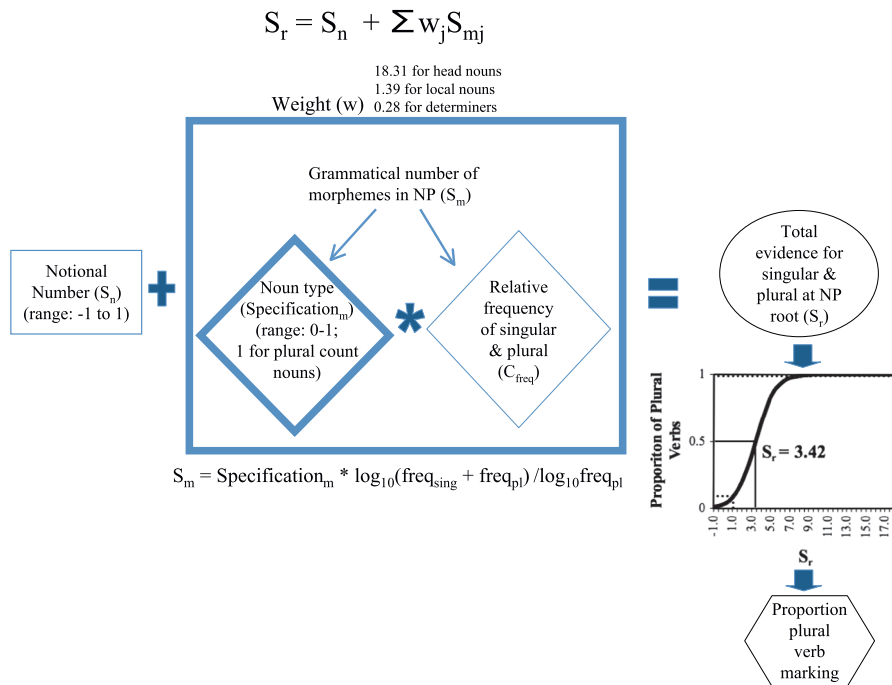 Sr = Sn + Σ wjSmj
18.31 for head nouns
1.39 for local nouns
0.28 for determiners
Weight (w)
Grammatical number of
morphemes in NP (Sm)
Notional
Number (Sn)
(range: -1 to 1)
+
Noun type
(Specificationm)
(range: 0-1;
1 for plural count
nouns)
*
Relative
frequency
of singular
& plural
(Cfreq)
=
Total
evidence for
singular &
plural at NP
root (Sr)
Sm = Specificationm * log10(freqsing + freqpl) /log10freqpl
Proporiton of Plural
Verbs
1
0.5
0
Sr = 3.42
-1.0
1.0
3.0
5.0
7.0
9.0
11.0
13.0
15.0
17.0
Sr
Proportion
plural
verb
marking